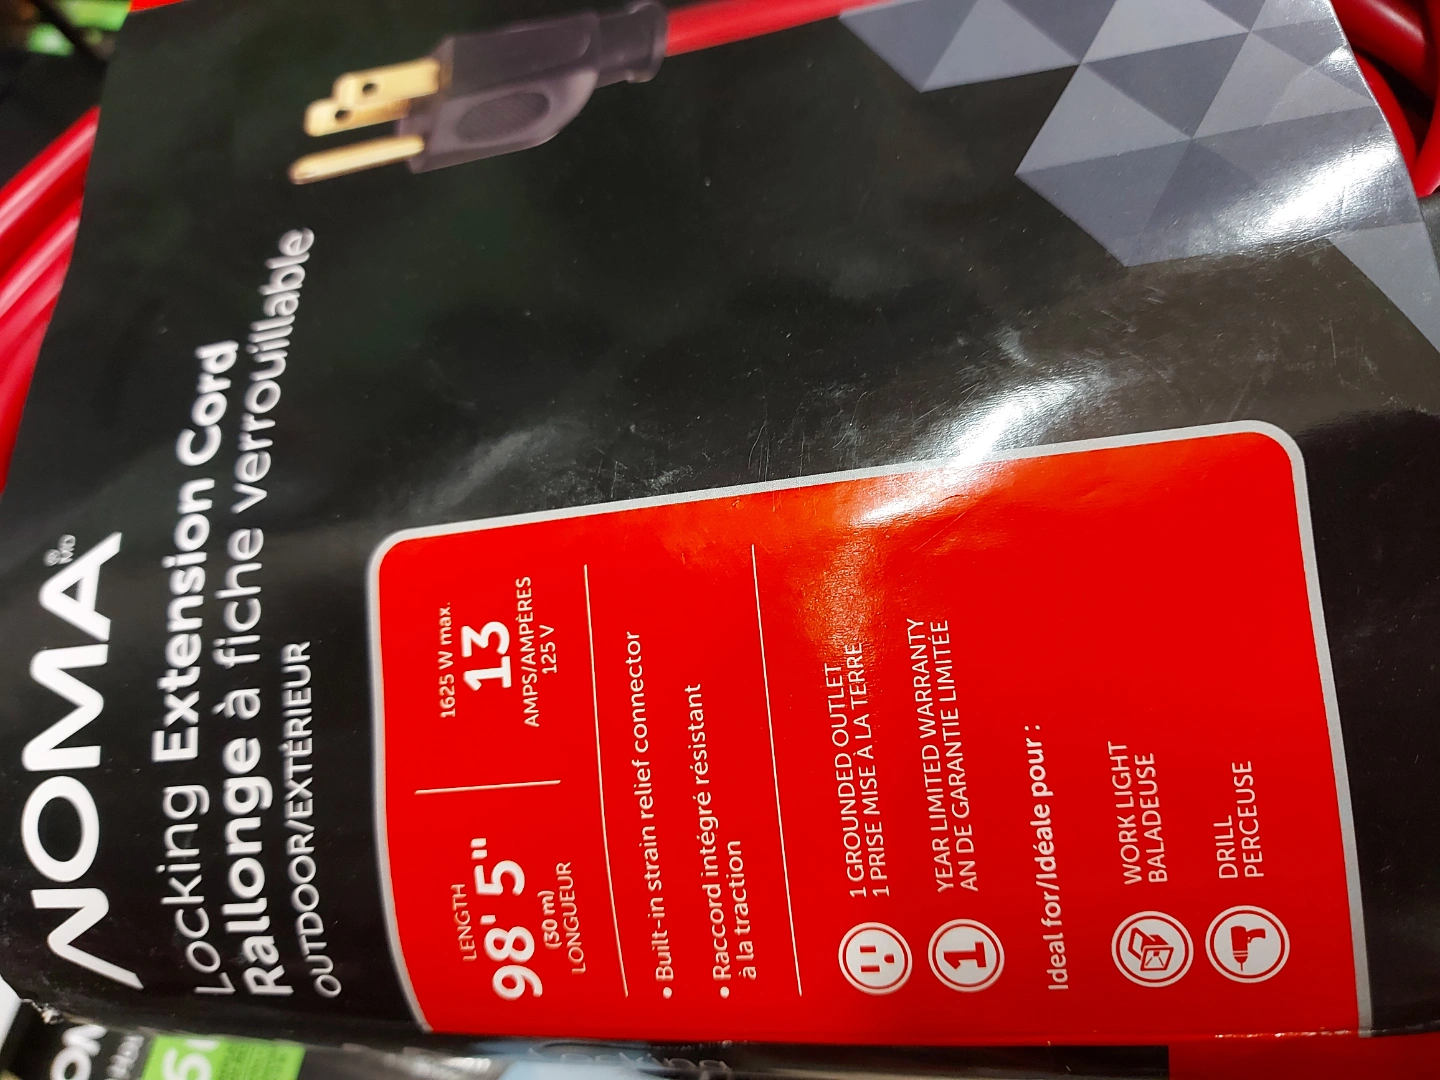 NOMA
MD
Locking Extension Cord
Rallonge à fiche verrouillable
OUTDOOR/EXTÉRIEUR
LENGTH
98' 5"
(30 m)
LONGUEUR
1625 W max.
13
AMPS/AMPÈRES
125 V
• Built-in strain relief connector
• Raccord intégré résistant
à la traction
1 GROUNDED OUTLET
1 PRISE MISE À LA TERRE
1
YEAR LIMITED WARRANTY
AN DE GARANTIE LIMITÉE
Ideal for/Idéale pour :
WORK LIGHT
BALADEUSE
DRILL
PERCEUSE